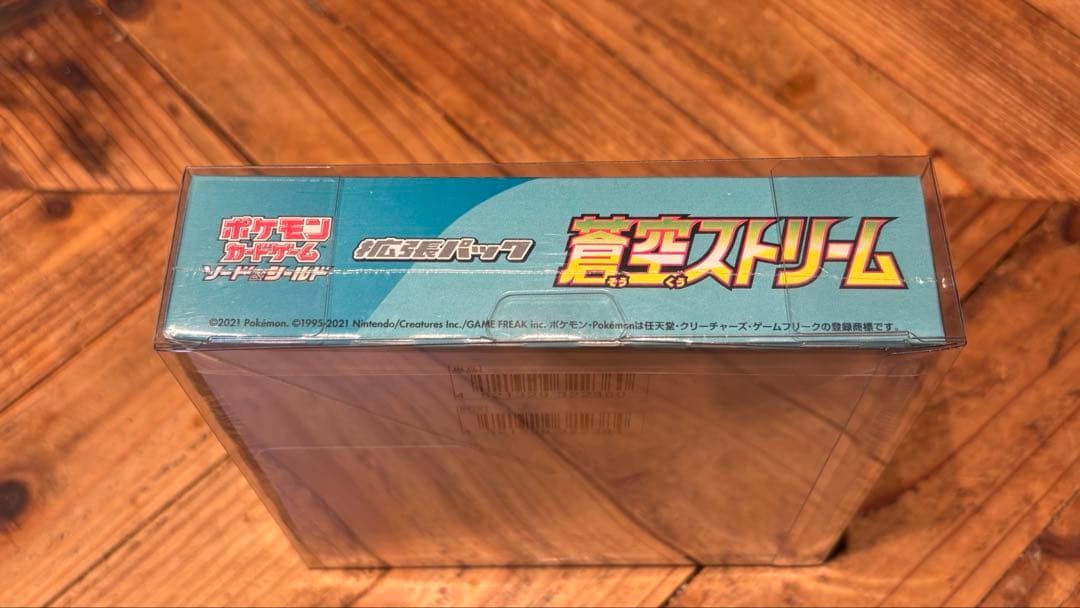 ポケモン
カードゲーム
ソード&シールド
拡張パック
蒼空ストリーム
そう くう
©2021 Pokémon. ©1995-2021 Nintendo/Creatures Inc./GAME FREAK inc. ポケモン・Pokémonは任天堂・クリーチャーズ・ゲームフリークの登録商標です。